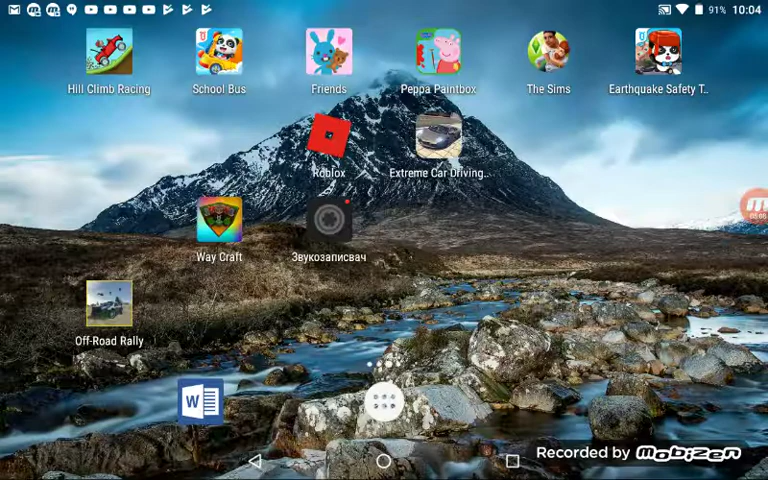 91% 10:04
Hill Climb Racing
School Bus
Friends
Peppa Paintbox
The Sims
Earthquake Safety T..
Roblox
Extreme Car Driving..
Way Craft
Звукозаписвач
Off-Road Rally
W
Recorded by mobizen